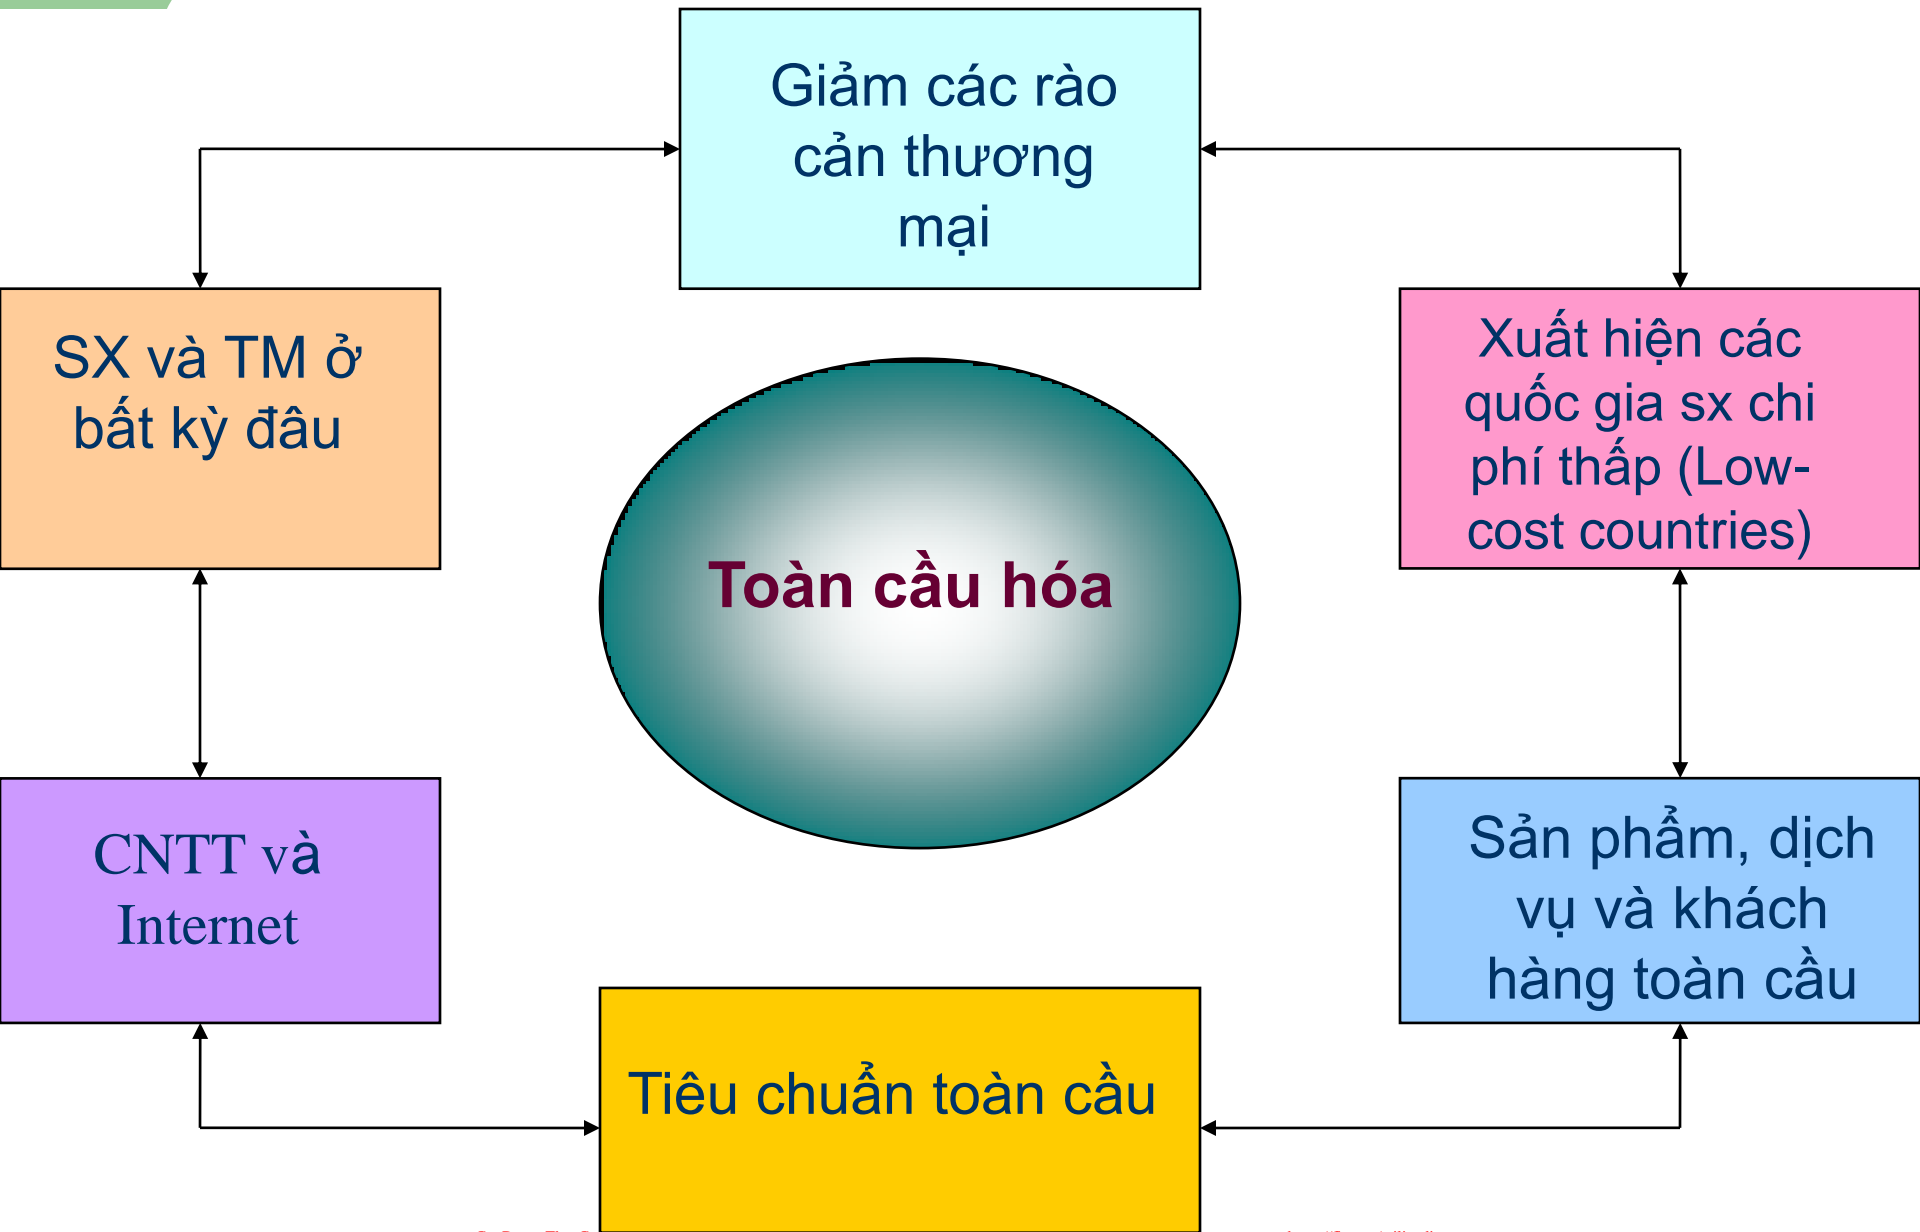 Giảm các rào
cản thương
mại
SX và TM ở
bất kỳ đâu
Xuất hiện các
quốc gia sx chi
phí thấp (Low-
cost countries)
Toàn cầu hóa
CNTT và
Internet
Sản phẩm, dịch
vụ và khách
hàng toàn cầu
Tiêu chuẩn toàn cầu